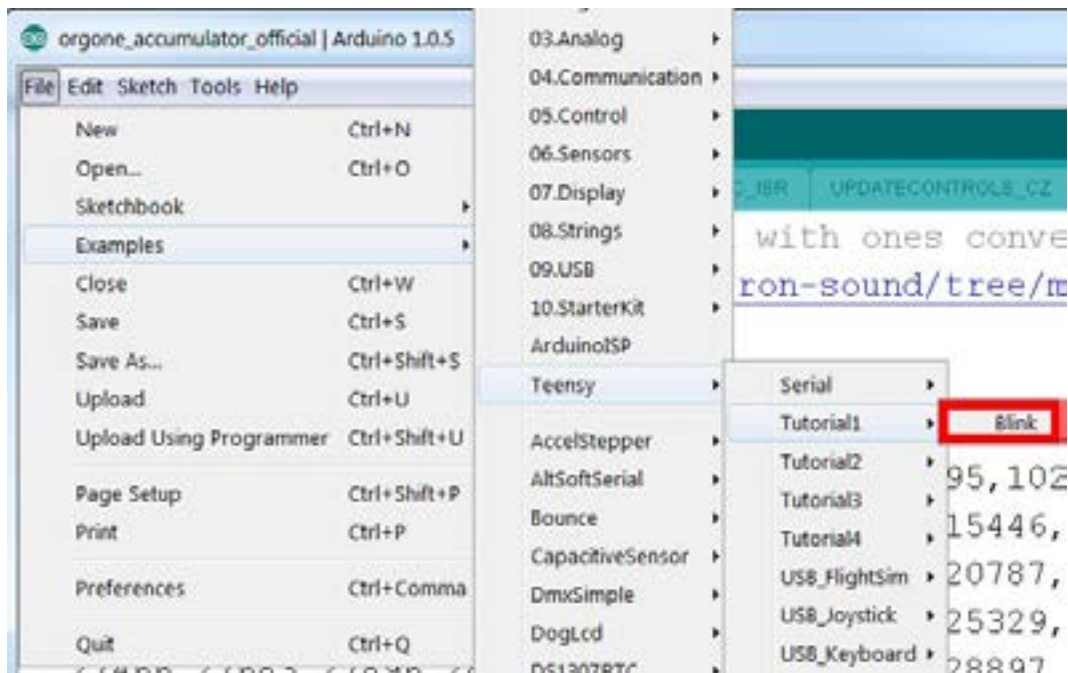 orgone_accumulator_official | Arduino 1.0.5
File Edit Sketch Tools Help
New Ctrl+N
Open... Ctrl+O
Sketchbook
Examples
Close Ctrl+W
Save Ctrl+S
Save As... Ctrl+Shift+S
Upload Ctrl+U
Upload Using Programmer Ctrl+Shift+U
Page Setup Ctrl+Shift+P
Print Ctrl+P
Preferences Ctrl+Comma
Quit Ctrl+Q
03.Analog
04.Communication
05.Control
06.Sensors
07.Display
08.Strings
09.USB
10.StarterKit
ArduinoISP
Teensy
AccelStepper
AltSoftSerial
Bounce
CapacitiveSensor
DmxSimple
DogLcd
DS1307RTC
Serial
Tutorial1
Tutorial2
Tutorial3
Tutorial4
USB_FlightSim
USB_Joystick
USB_Keyboard
Blink
_ISR UPDATECONTROLS_CZ
with ones conve
ron-sound/tree/m
95,102
15446,
20787,
25329,
28897